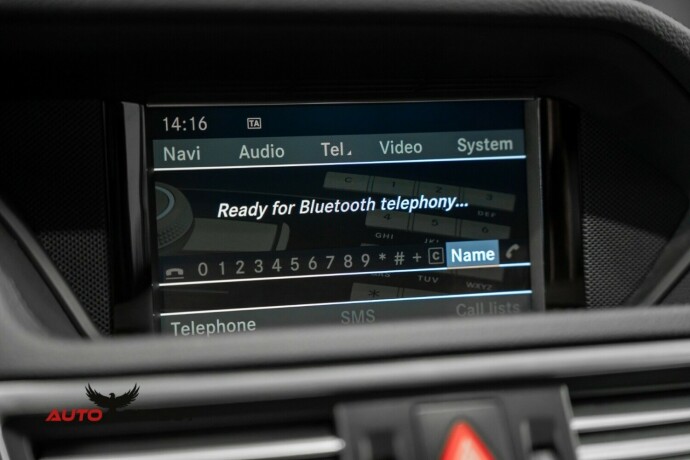 14:16 TA
Navi Audio Tel Video System
Ready for Bluetooth telephony...
0 1 2 3 4 5 6 7 8 9 * # + C Name
Telephone SMS Call lists
AUTO